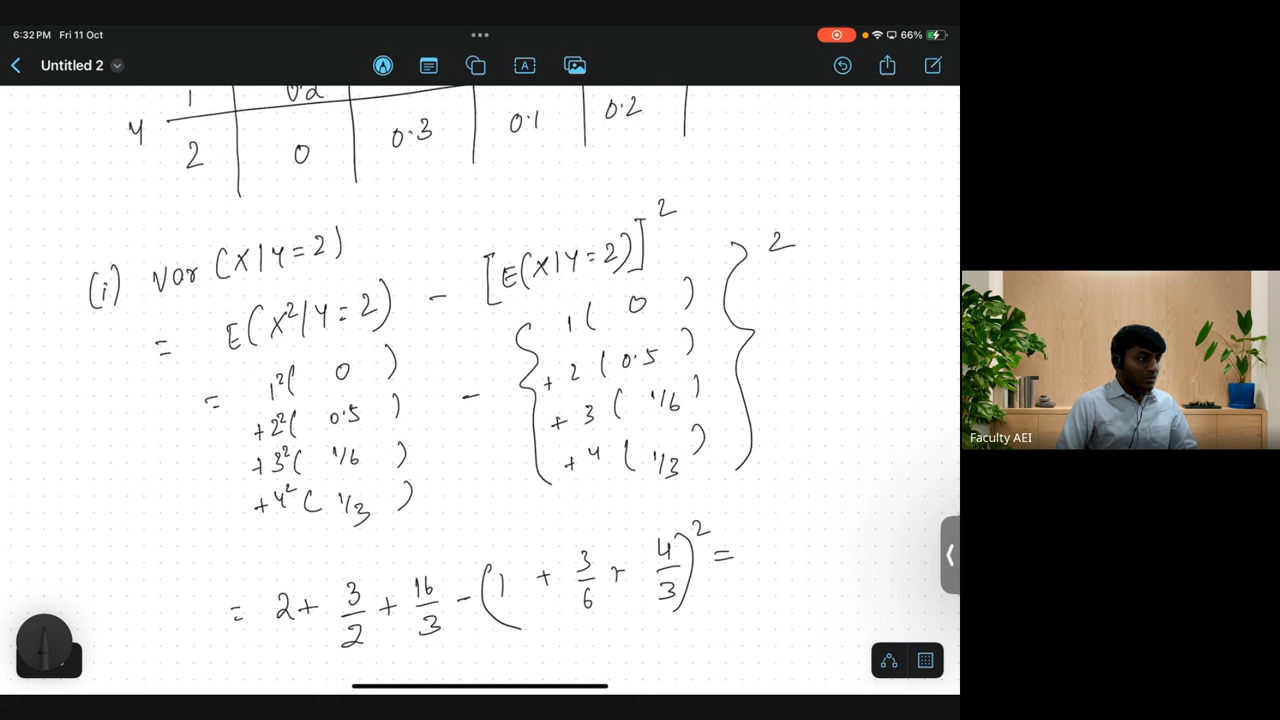 6:32 PM Fri 11 Oct
66%
Untitled 2
1 0.2
Y
2 0 0.3 0.1 0.2
(i) Var (X|Y=2)
= E(X²|Y=2) - [E(X|Y=2)]²
= 1²( 0 ) - { 1( 0 ) }²
+2²( 0.5 ) + 2 ( 0.5 )
+3²( 1/6 ) + 3 ( 1/6 )
+4² ( 1/3 ) + 4 ( 1/3 )
= 2 + 3/2 + 16/3 - (1 + 3/6 + 4/3)² =
Faculty AEI